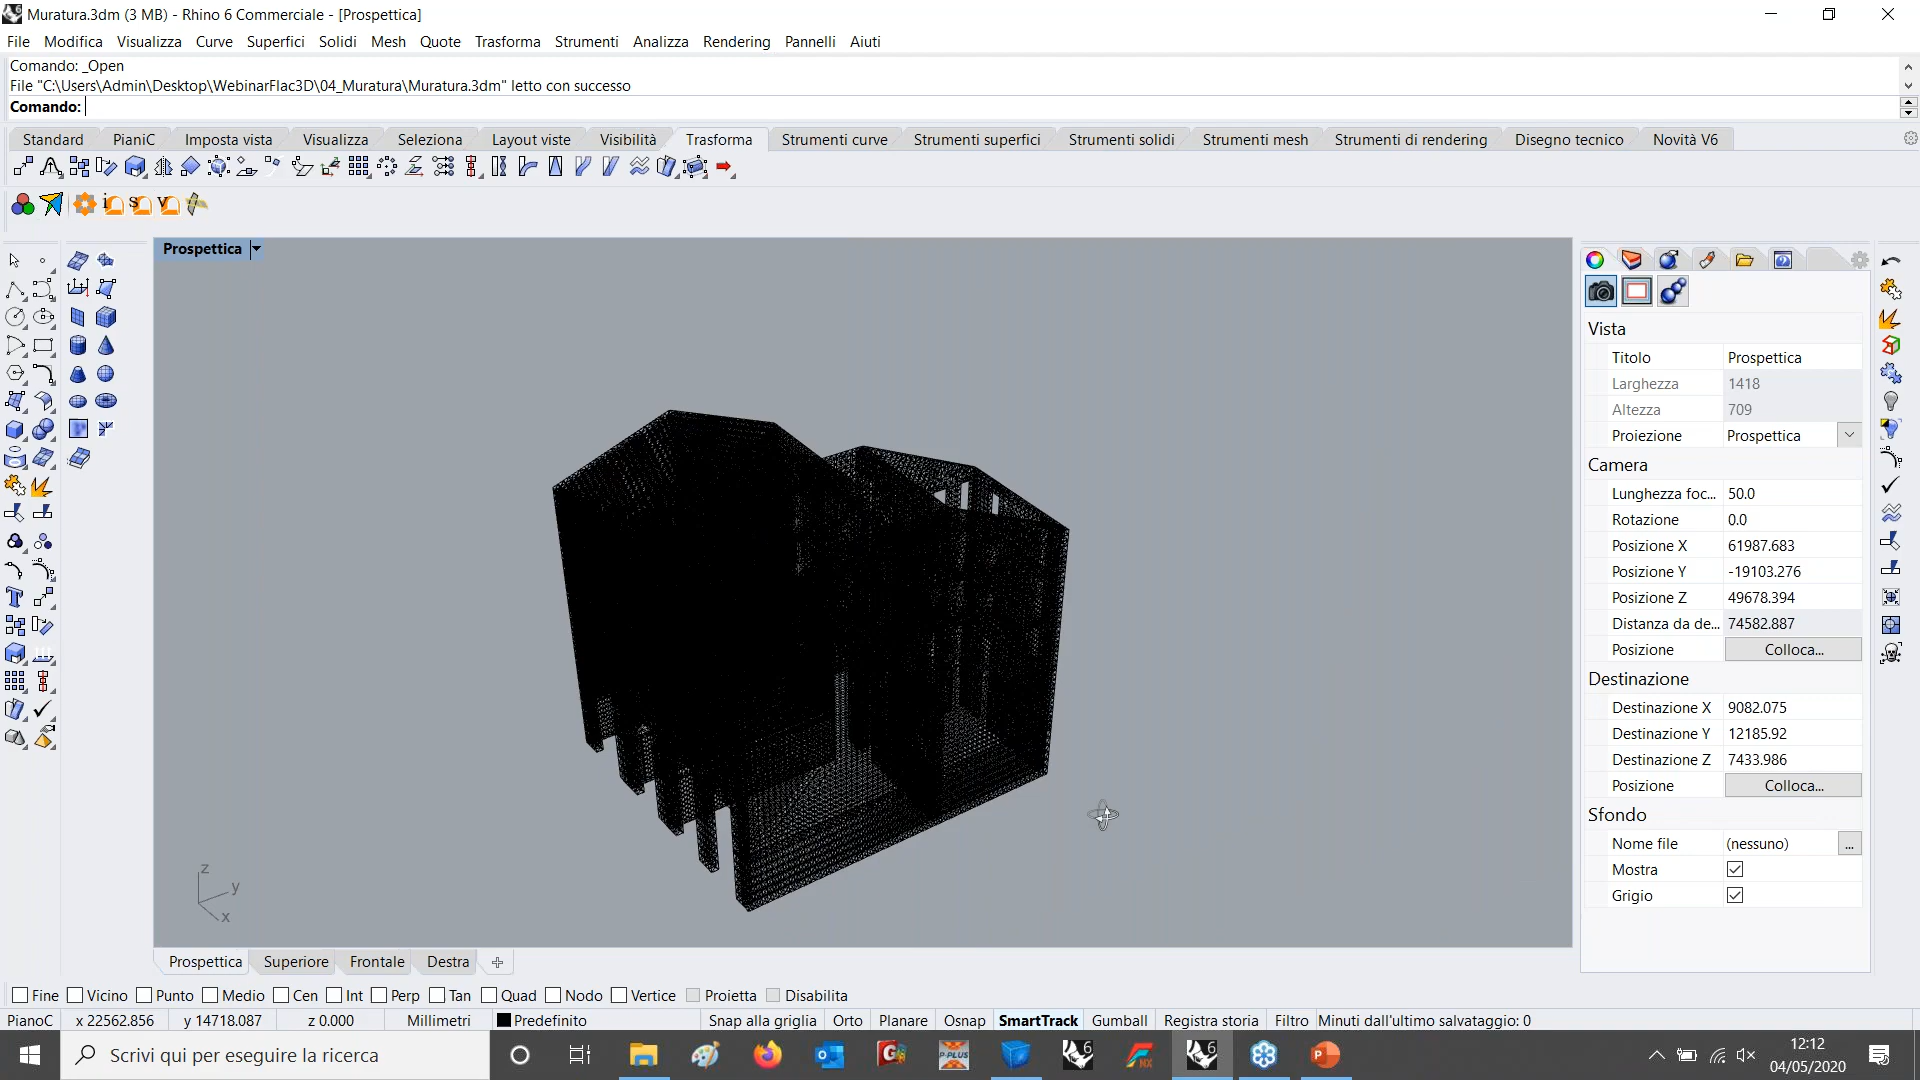 Muratura.3dm (3 MB) - Rhino 6 Commerciale - [Prospettica]
File Modifica Visualizza Curve Superfici Solidi Mesh Quote Trasforma Strumenti Analizza Rendering Pannelli Aiuti
Comando: _Open
File "C:\Users\Admin\Desktop\WebinarFlac3D\04_Muratura\Muratura.3dm" letto con successo
Comando:
Standard PianiC Imposta vista Visualizza Seleziona Layout viste Visibilità Trasforma Strumenti curve Strumenti superfici Strumenti solidi Strumenti mesh Strumenti di rendering Disegno tecnico Novità V6
Prospettica
Vista
Titolo Prospettica
Larghezza 1418
Altezza 709
Proiezione Prospettica
Camera
Lunghezza foc... 50.0
Rotazione 0.0
Posizione X 61987.683
Posizione Y -19103.276
Posizione Z 49678.394
Distanza da de... 74582.887
Posizione Colloca...
Destinazione
Destinazione X 9082.075
Destinazione Y 12185.92
Destinazione Z 7433.986
Posizione Colloca...
Sfondo
Nome file (nessuno) ...
Mostra
Grigio
z
y
x
Prospettica Superiore Frontale Destra
Fine Vicino Punto Medio Cen Int Perp Tan Quad Nodo Vertice Proietta Disabilita
PianoC x 22562.856 y 14718.087 z 0.000 Millimetri Predefinito Snap alla griglia Orto Planare Osnap SmartTrack Gumball Registra storia Filtro Minuti dall'ultimo salvataggio: 0
Scrivi qui per eseguire la ricerca
12:12
04/05/2020